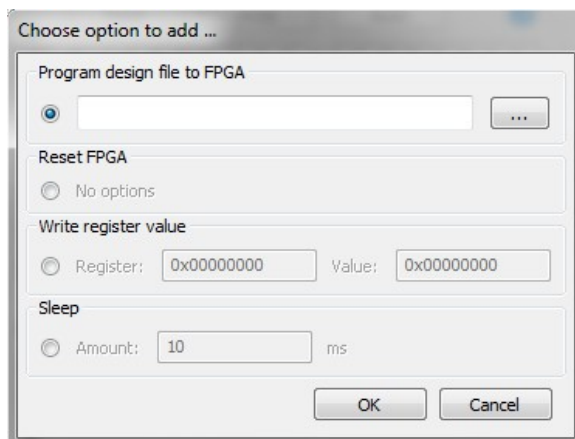 Choose option to add ...
Program design file to FPGA
...
Reset FPGA
No options
Write register value
Register: 0x00000000 Value: 0x00000000
Sleep
Amount: 10 ms
OK Cancel